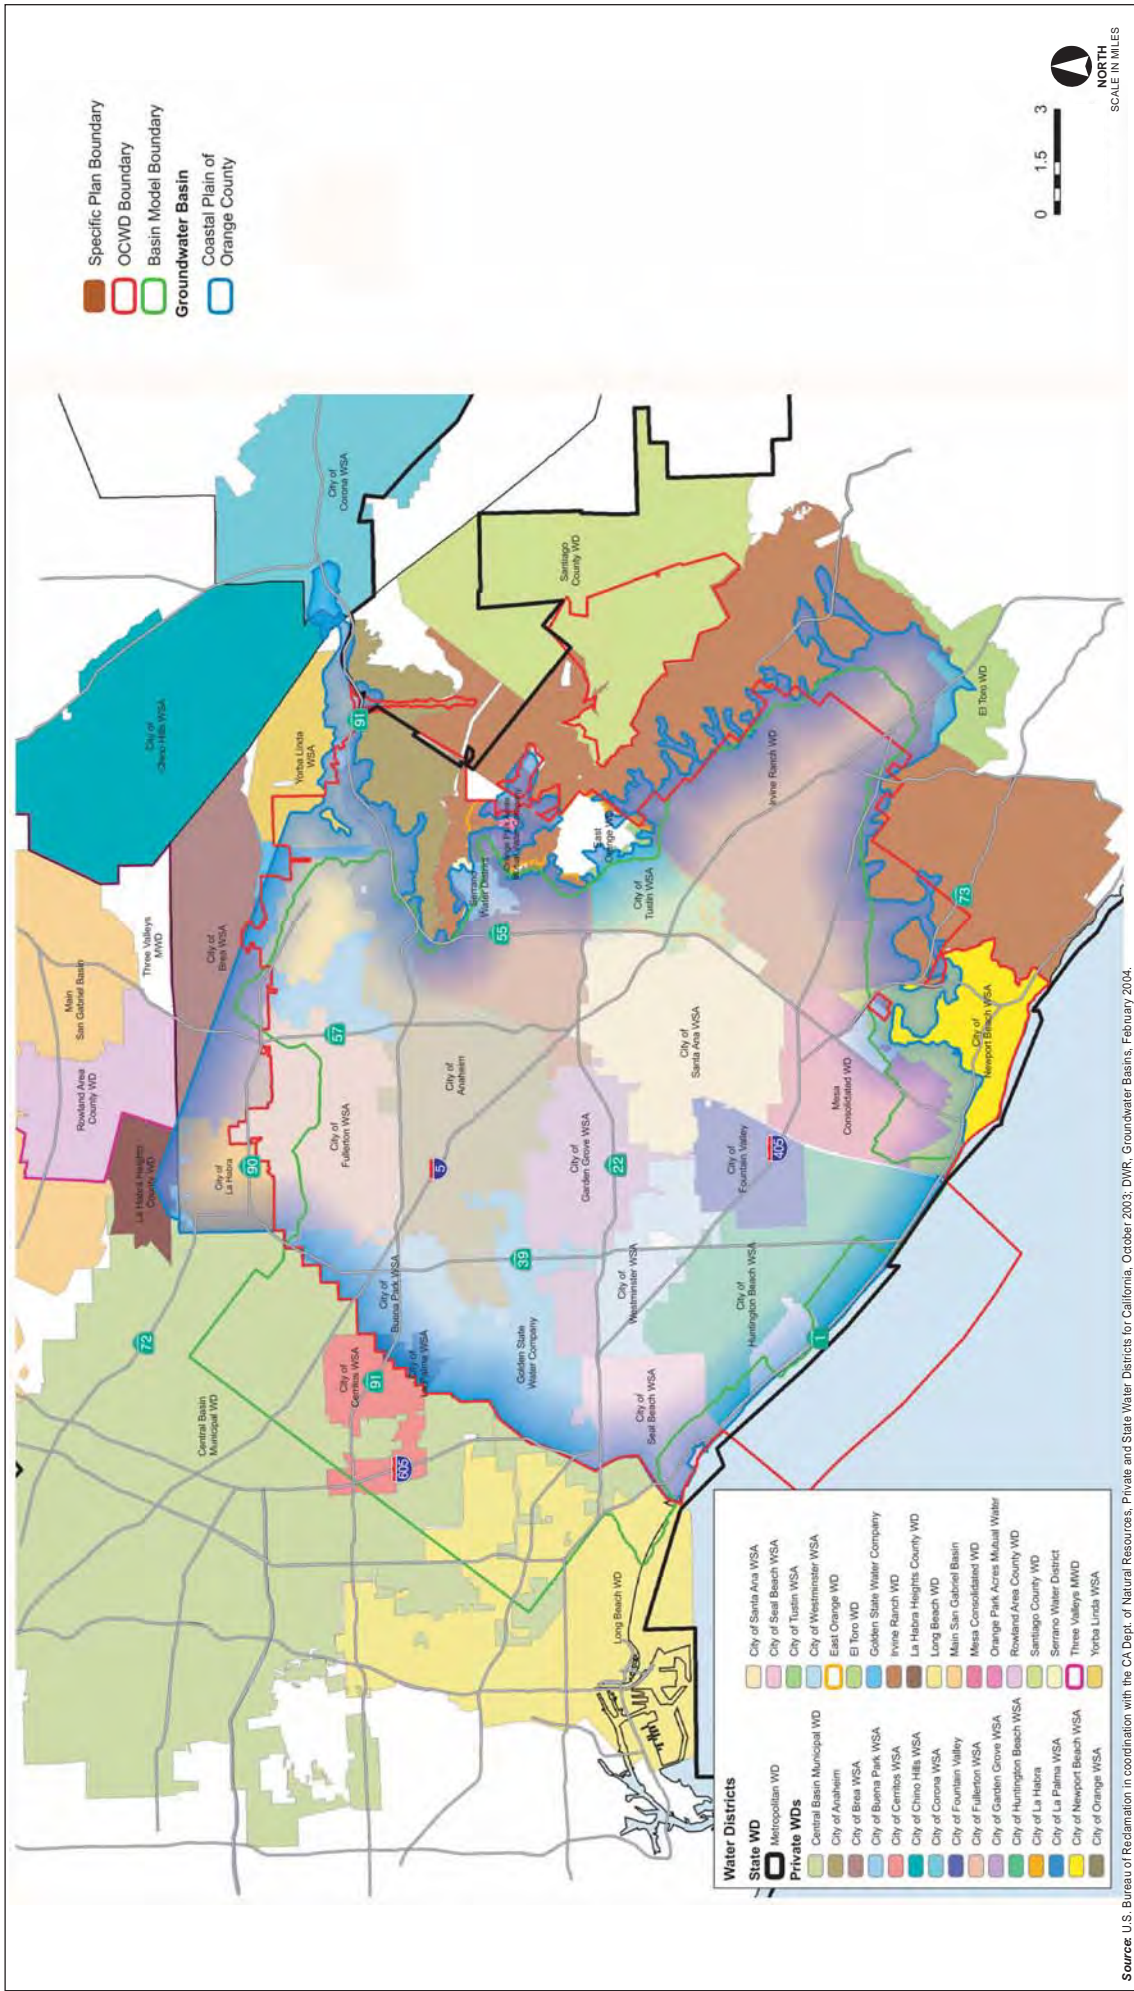 Specific Plan Boundary
OCWD Boundary
Basin Model Boundary
Groundwater Basin
Coastal Plain of
Orange County
0
1.5
3
NORTH
SCALE IN MILES
City of
Corona WSA
City of
Chino Hills WSA
Yorba Linda
WSA
Santiago
County WD
El Toro WD
Irvine Ranch WD
East
Orange WD
Serrano
Water District
City of
Tustin WSA
Three Valleys
MWD
Main
San Gabriel Basin
Rowland Area
County WD
La Habra Heights
County WD
City of
Brea WSA
City of
La Habra
City of
Fullerton WSA
City of
Anaheim
City of
Santa Ana WSA
City of
Garden Grove WSA
City of
Fountain Valley
Mesa
Consolidated WD
City of
Newport Beach WSA
City of
Huntington Beach WSA
City of
Westminster WSA
City of
Seal Beach WSA
Golden State
Water Company
City of
Buena Park WSA
City of
La Palma WSA
City of
Cerritos WSA
Central Basin
Municipal WD
Long Beach WD
91
55
57
90
5
22
405
39
73
1
72
91
605
Water Districts
State WD
Metropolitan WD
Private WDs
Central Basin Municipal WD
City of Anaheim
City of Brea WSA
City of Buena Park WSA
City of Cerritos WSA
City of Chino Hills WSA
City of Corona WSA
City of Fountain Valley
City of Fullerton WSA
City of Garden Grove WSA
City of Huntington Beach WSA
City of La Habra
City of La Palma WSA
City of Newport Beach WSA
City of Orange WSA
City of Santa Ana WSA
City of Seal Beach WSA
City of Tustin WSA
City of Westminster WSA
East Orange WD
El Toro WD
Golden State Water Company
Irvine Ranch WD
La Habra Heights County WD
Long Beach WD
Main San Gabriel Basin
Mesa Consolidated WD
Orange Park Acres Mutual Water
Rowland Area County WD
Santiago County WD
Serrano Water District
Three Valleys MWD
Yorba Linda WSA
Source: U.S. Bureau of Reclamation in coordination with the CA Dept. of Natural Resources, Private and State Water Districts for California, October 2003; DWR, Groundwater Basins, February 2004.